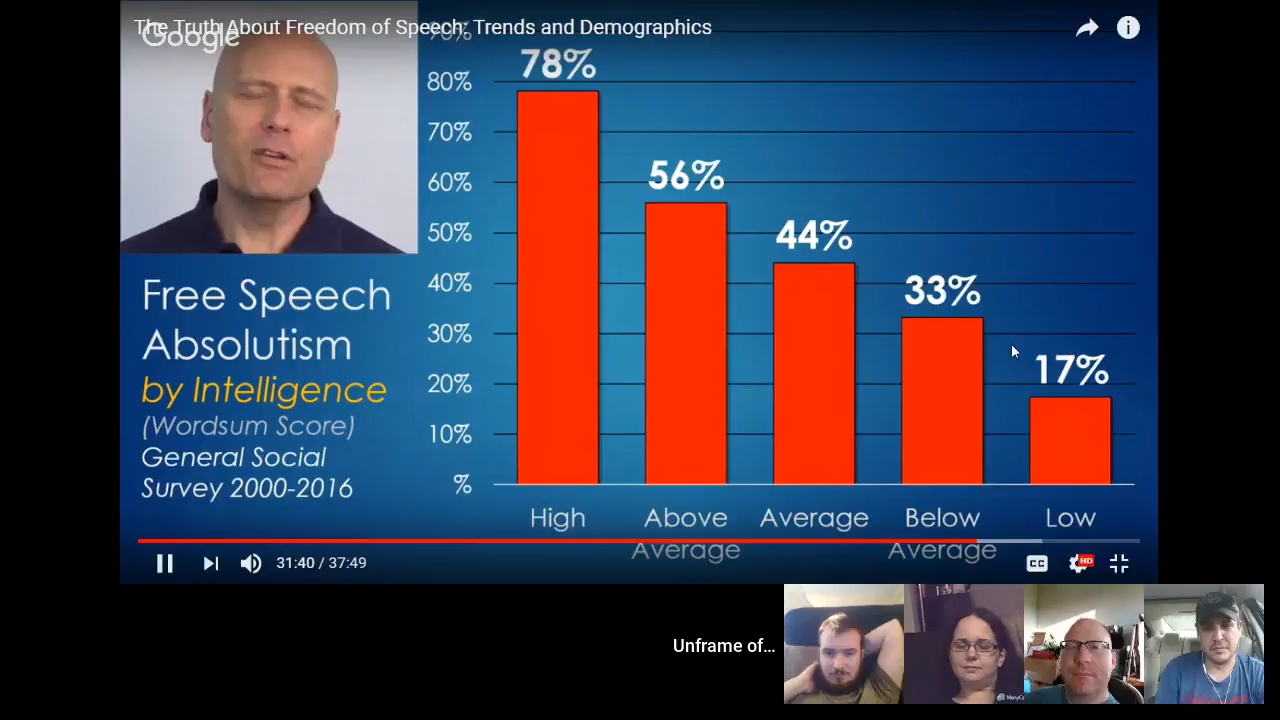 The Truth About Freedom of Speech: Trends and Demographics
Google
90%
80%
70%
60%
50%
40%
30%
20%
10%
%
78%
56%
44%
33%
17%
Free Speech
Absolutism
by Intelligence
(Wordsum Score)
General Social
Survey 2000-2016
High
Above
Average
Average
Below
Average
Low
31:40 / 37:49
CC
HD
Unframe of...